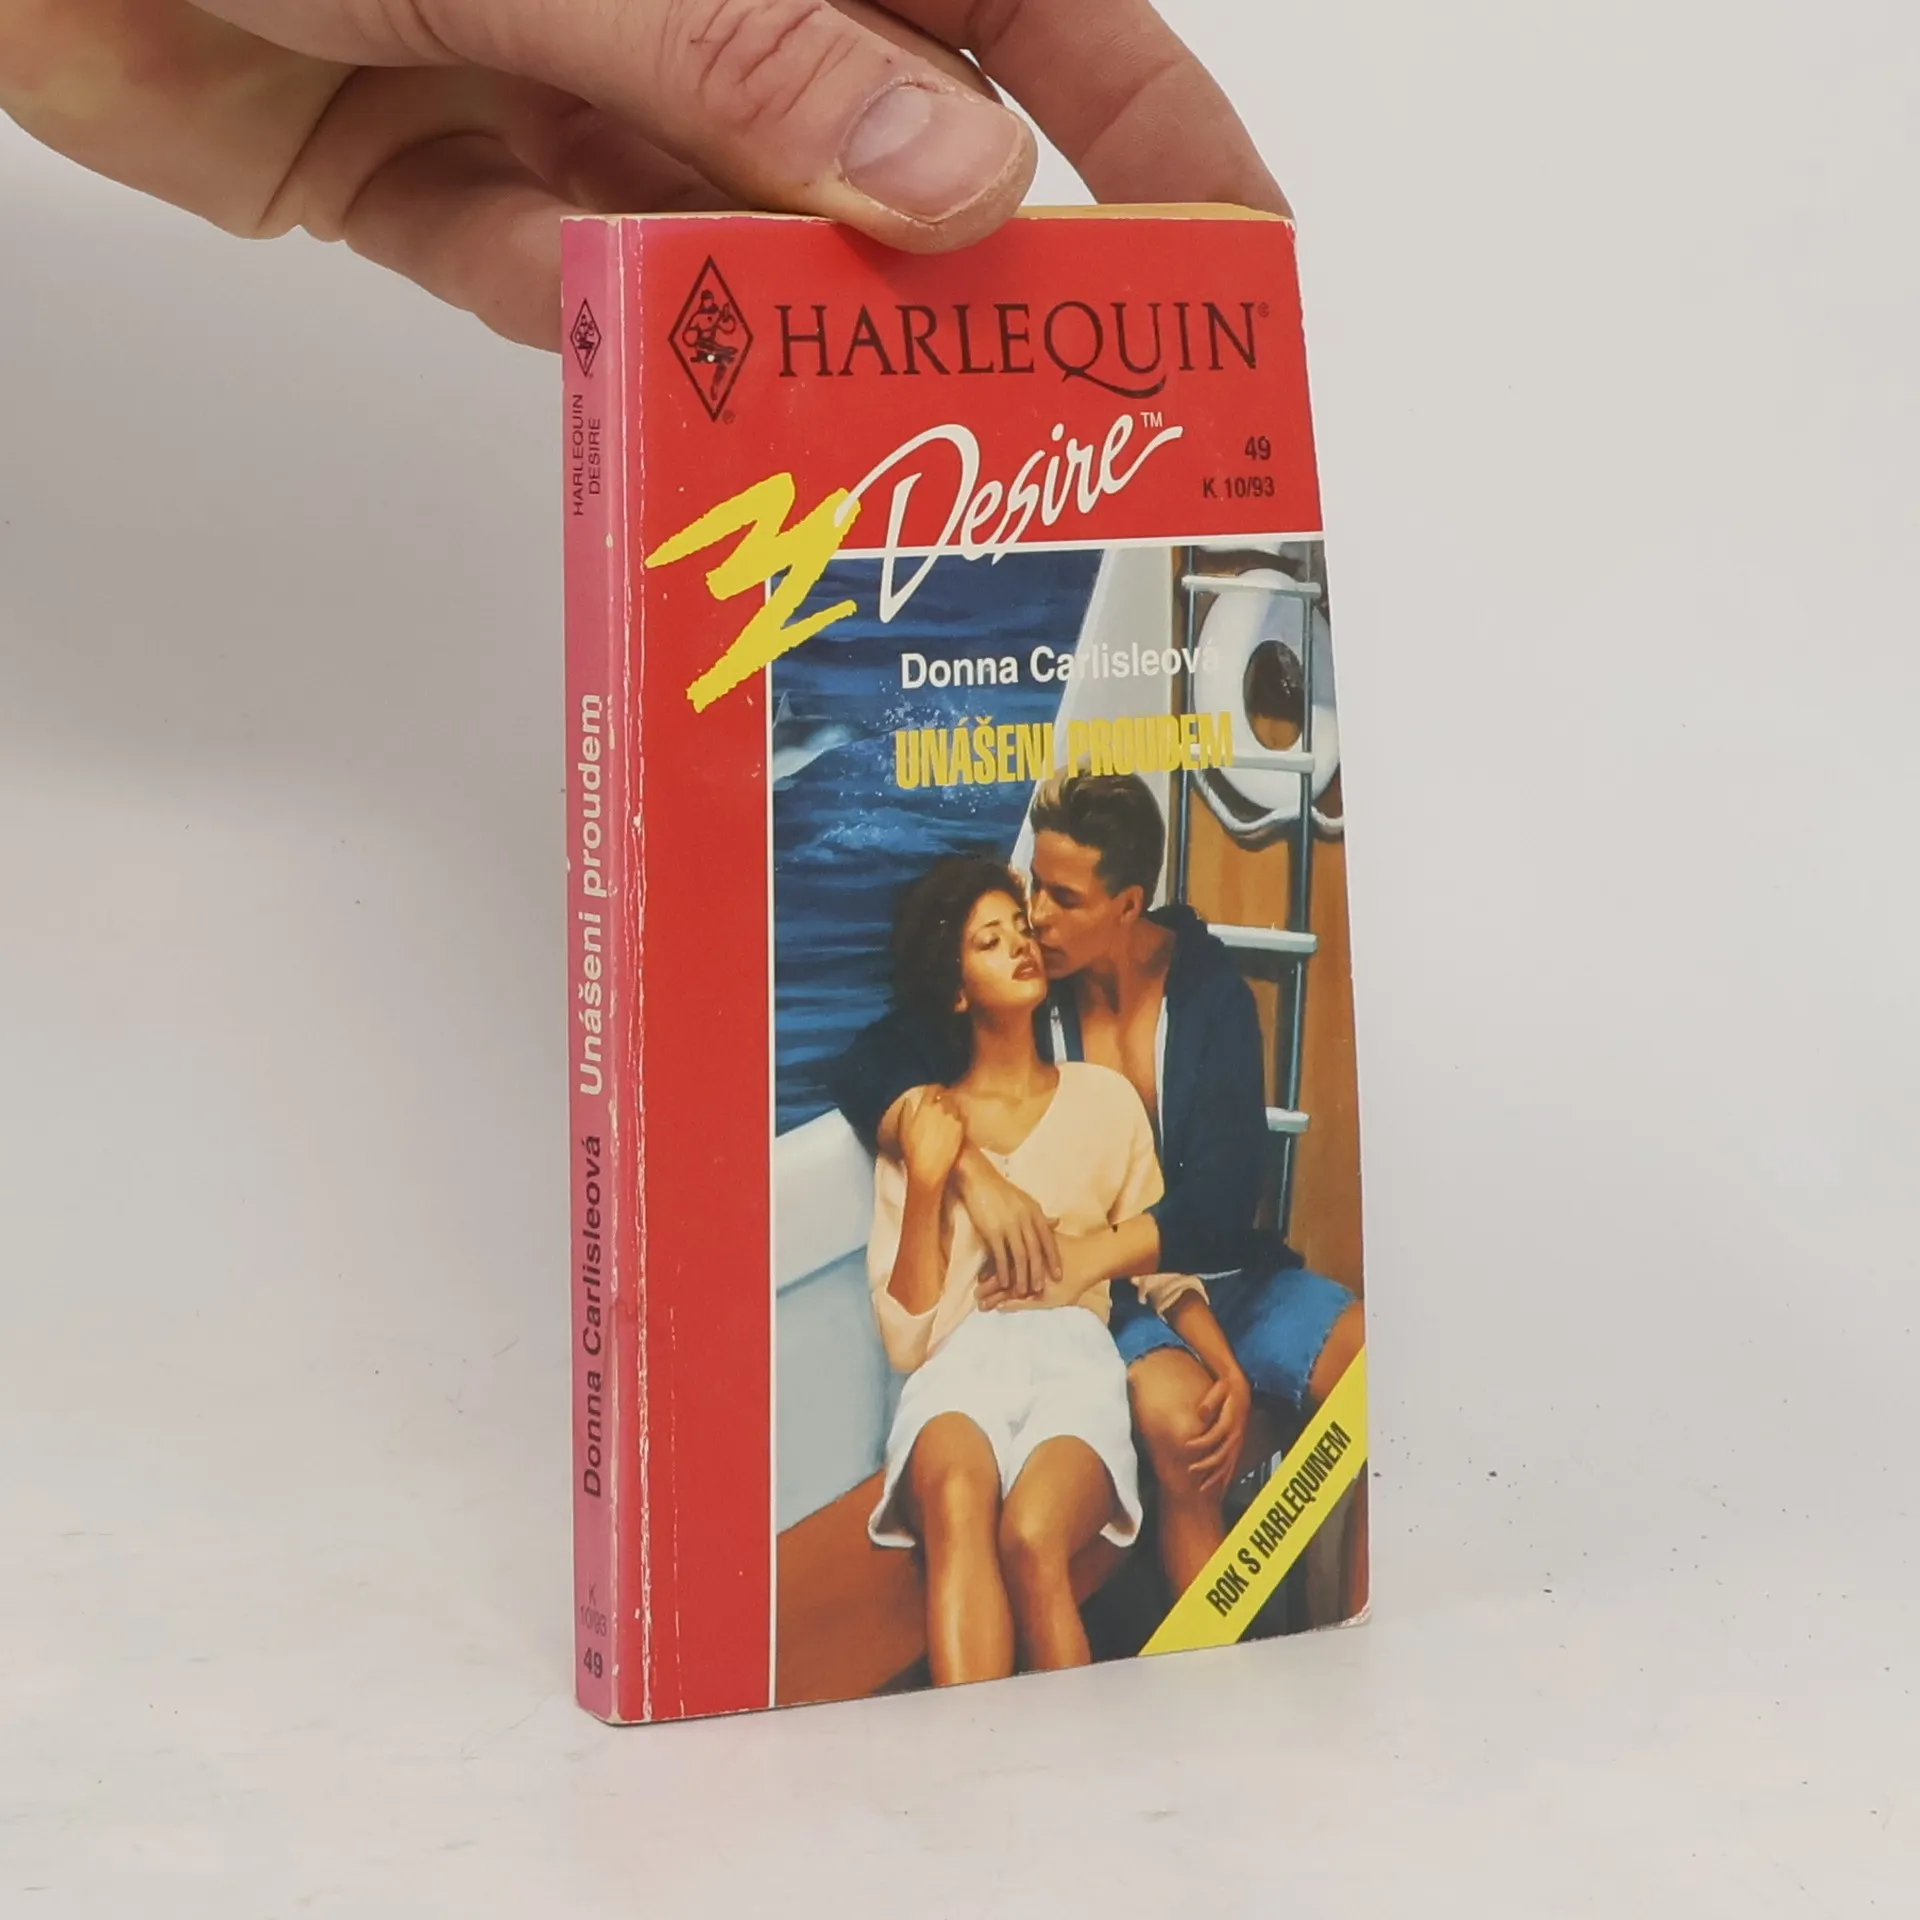 HARLEQUIN®
Desire™
49
K 10/93
Donna Carlisleová
UNÁŠENI PROUDEM
ROK S HARLEQUINEM
HARLEQUIN
DESIRE
Unášeni proudem
Donna Carlisleová
K
10/93
49